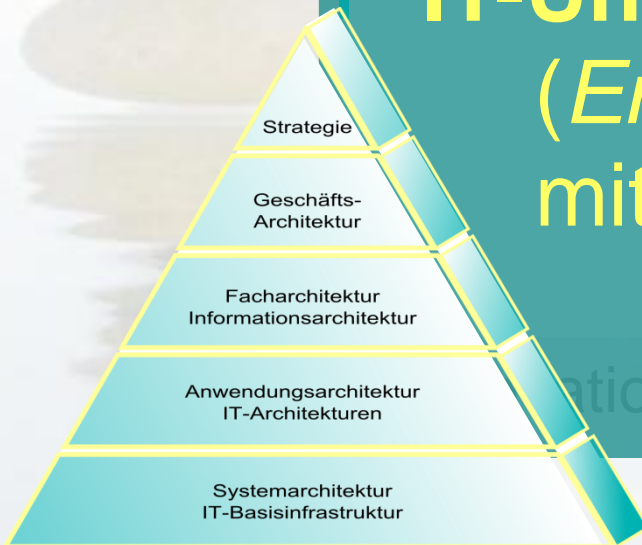 (
mit
Strategie
Geschäfts-
Architektur
Facharchitektur
Informationsarchitektur
Anwendungsarchitektur
IT-Architekturen
Systemarchitektur
IT-Basisinfrastruktur